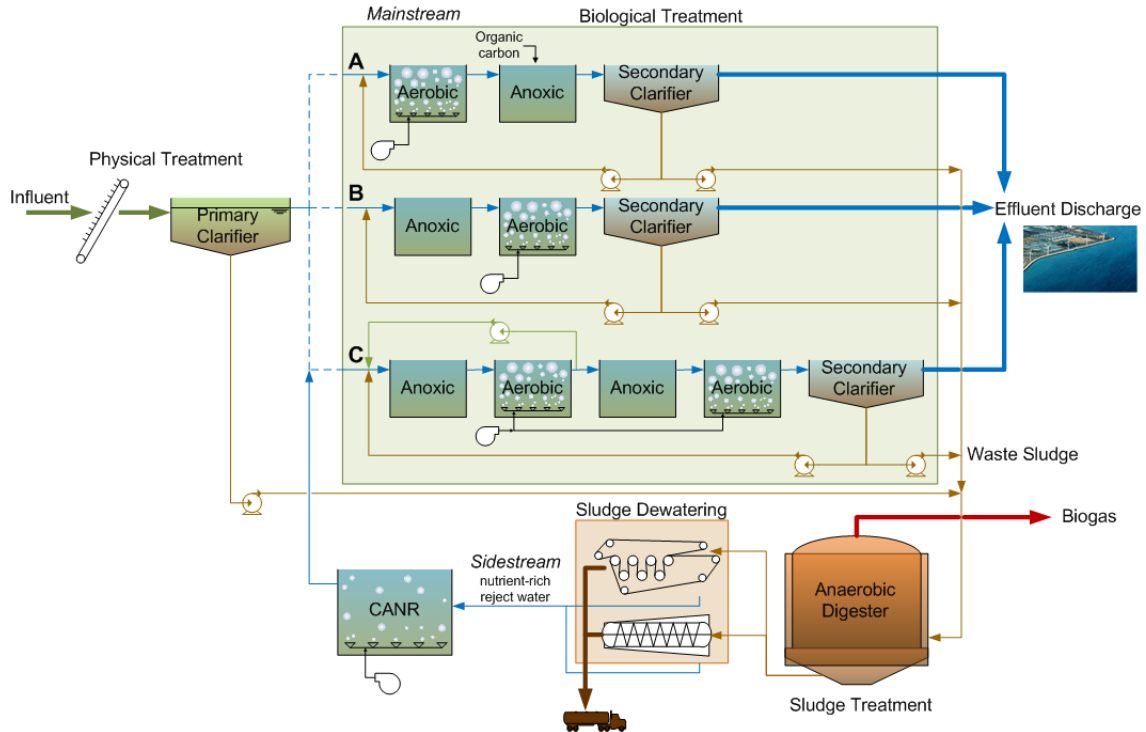 Mainstream
Biological Treatment
Organic
carbon
A
Aerobic
Anoxic
Secondary
Clarifier
Physical Treatment
Influent
Primary
Clarifier
B
Anoxic
Aerobic
Secondary
Clarifier
Effluent Discharge
C
Anoxic
Aerobic
Anoxic
Aerobic
Secondary
Clarifier
Waste Sludge
Sludge Dewatering
Biogas
Sidestream
nutrient-rich
reject water
CANR
Anaerobic
Digester
Sludge Treatment